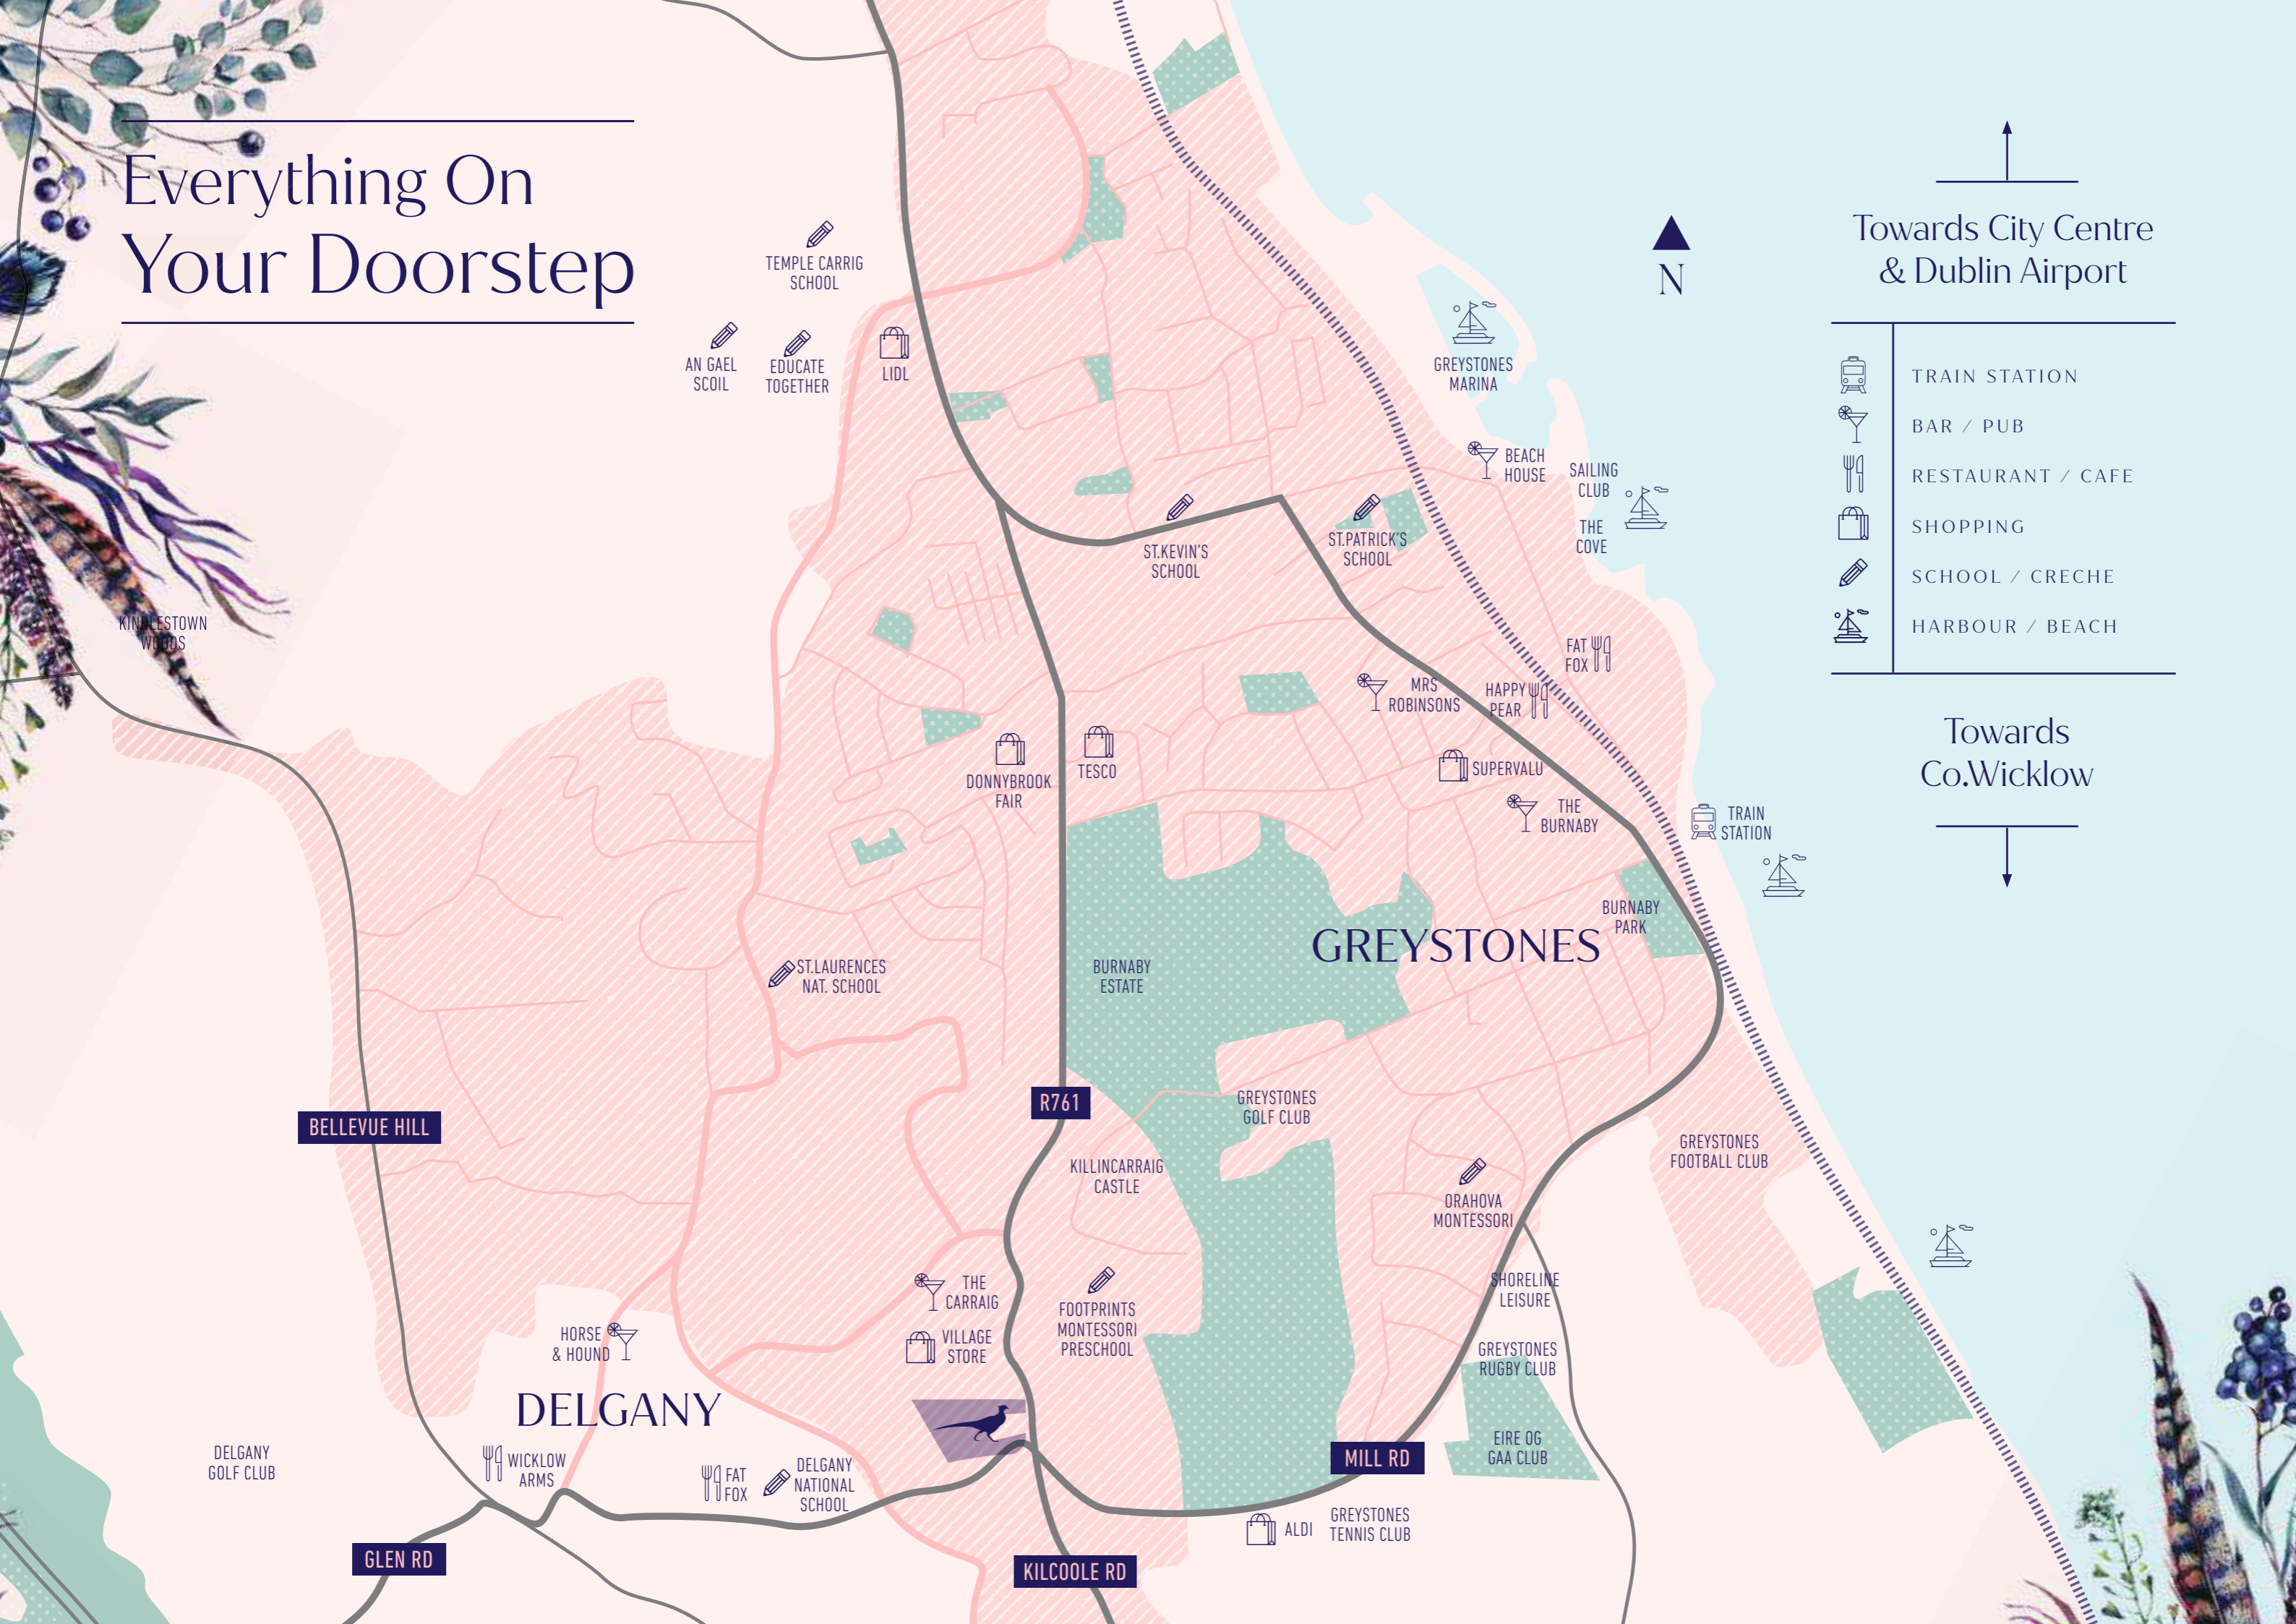 Everything On
Your Doorstep
TEMPLE CARRIG
SCHOOL
AN GAEL
SCOIL
EDUCATE
TOGETHER
LIDL
KINDLESTOWN
WOODS
ST.KEVIN'S
SCHOOL
ST.PATRICK'S
SCHOOL
GREYSTONES
MARINA
BEACH
HOUSE
SAILING
CLUB
THE
COVE
N
Towards City Centre
& Dublin Airport
TRAIN STATION
BAR / PUB
RESTAURANT / CAFE
SHOPPING
SCHOOL / CRECHE
HARBOUR / BEACH
Towards
Co.Wicklow
FAT
FOX
MRS
ROBINSONS
HAPPY
PEAR
DONNYBROOK
FAIR
TESCO
SUPERVALU
THE
BURNABY
TRAIN
STATION
BURNABY
PARK
GREYSTONES
BURNABY
ESTATE
ST.LAURENCES
NAT. SCHOOL
R761
BELLEVUE HILL
GREYSTONES
GOLF CLUB
GREYSTONES
FOOTBALL CLUB
KILLINCARRAIG
CASTLE
ORAHOVA
MONTESSORI
THE
CARRAIG
FOOTPRINTS
MONTESSORI
PRESCHOOL
SHORELINE
LEISURE
VILLAGE
STORE
HORSE
& HOUND
GREYSTONES
RUGBY CLUB
DELGANY
EIRE OG
GAA CLUB
MILL RD
DELGANY
GOLF CLUB
WICKLOW
ARMS
FAT
FOX
DELGANY
NATIONAL
SCHOOL
ALDI
GREYSTONES
TENNIS CLUB
GLEN RD
KILCOOLE RD